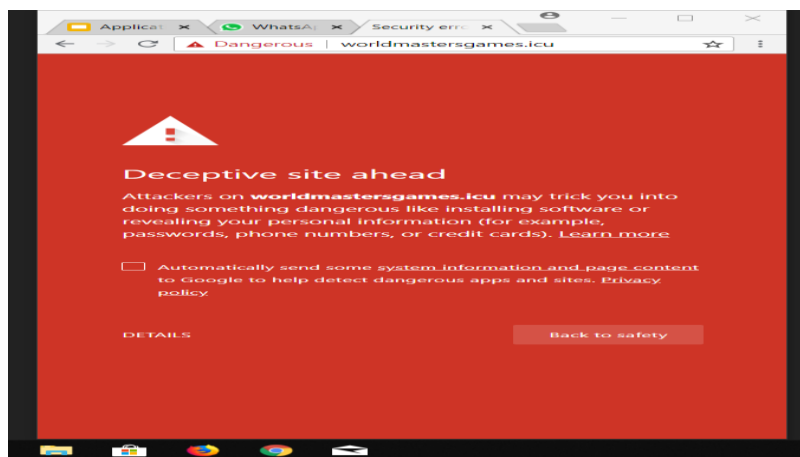 Applicat
WhatsAp
Security erro
Dangerous | worldmastersgames.icu
Deceptive site ahead
Attackers on worldmastersgames.icu may trick you into
doing something dangerous like installing software or
revealing your personal information (for example,
passwords, phone numbers, or credit cards). Learn more
Automatically send some system information and page content
to Google to help detect dangerous apps and sites. Privacy
policy
DETAILS
Back to safety